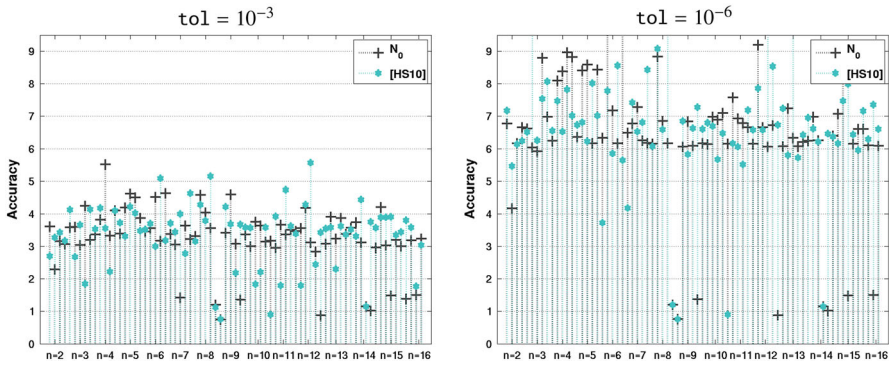 tol = 10⁻³
Accuracy
9
8
7
6
5
4
3
2
1
0
N₀
[HS10]
n=2 n=3 n=4 n=5 n=6 n=7 n=8 n=9 n=10 n=11 n=12 n=13 n=14 n=15 n=16
tol = 10⁻⁶
Accuracy
9
8
7
6
5
4
3
2
1
0
N₀
[HS10]
n=2 n=3 n=4 n=5 n=6 n=7 n=8 n=9 n=10 n=11 n=12 n=13 n=14 n=15 n=16